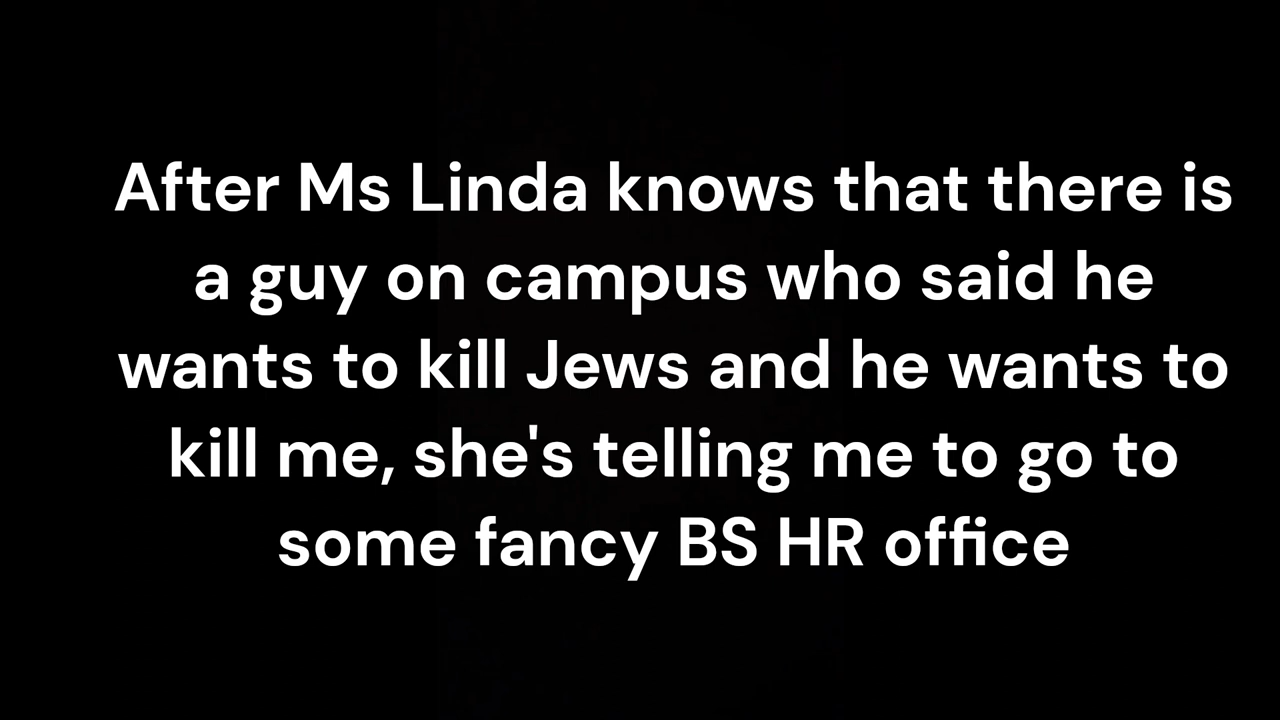 After Ms Linda knows that there is
a guy on campus who said he
wants to kill Jews and he wants to
kill me, she's telling me to go to
some fancy BS HR office